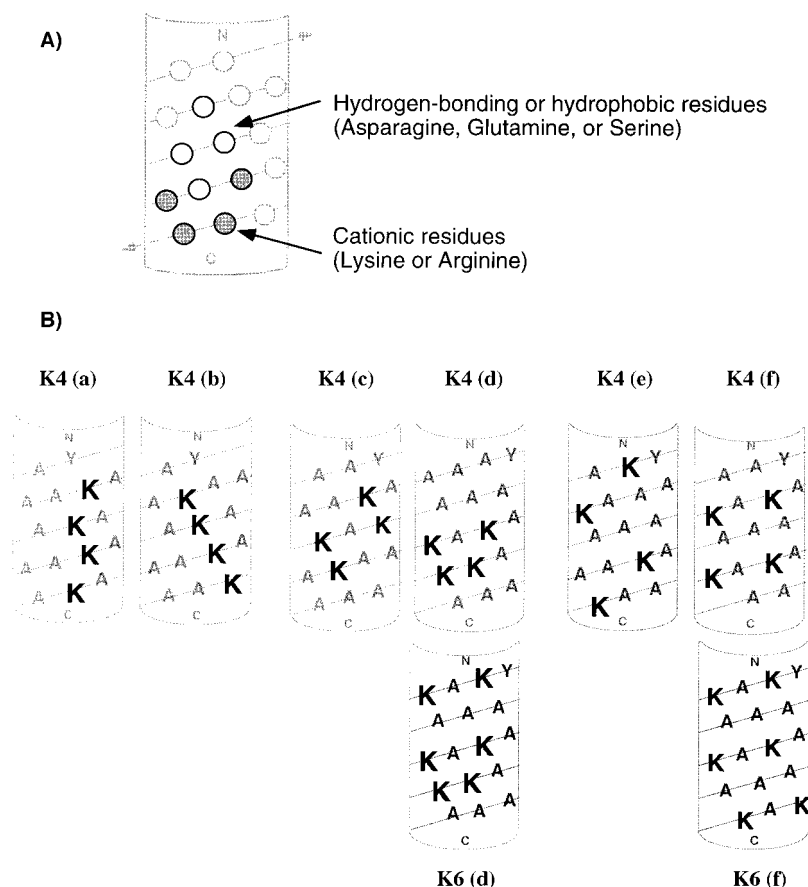 A)
N
Hydrogen-bonding or hydrophobic residues
(Asparagine, Glutamine, or Serine)
Cationic residues
(Lysine or Arginine)
C
B)
K4 (a)
N
A Y
A A K A
A K A
A A K A
A K A
C
K4 (b)
N
A Y
K A A
A K A
A A K A
A A K
C
K4 (c)
N
A A Y
A K A
K A K
K A A
A A A
C
K4 (d)
N
A A A Y
A A A
K A K A
K K A
A A A
C
K4 (e)
N
A K Y
K A A A
A A A
A A K A
K A A
C
K4 (f)
N
A A Y
K A K A
A A A
K A K A
A A
C
N
K A K Y
A A A
K A K A
K K A
A A A
C
K6 (d)
N
K A K Y
A A A
K A K A
A A A
K A K
C
K6 (f)